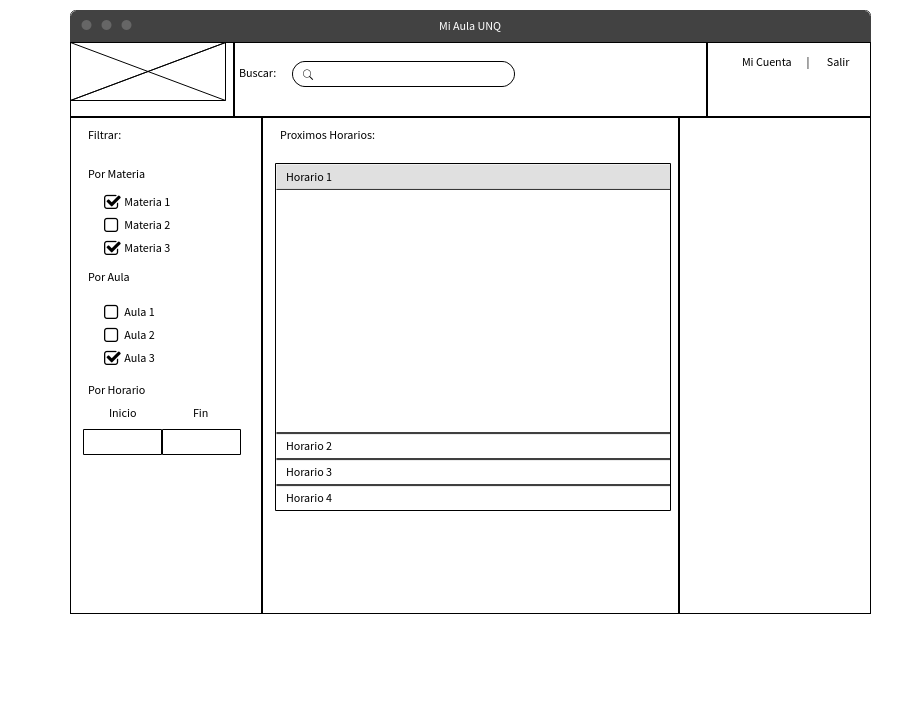 Mi Aula UNQ
Buscar:
Mi Cuenta | Salir
Filtrar:
Por Materia
Materia 1
Materia 2
Materia 3
Por Aula
Aula 1
Aula 2
Aula 3
Por Horario
Inicio Fin
Proximos Horarios:
Horario 1
Horario 2
Horario 3
Horario 4